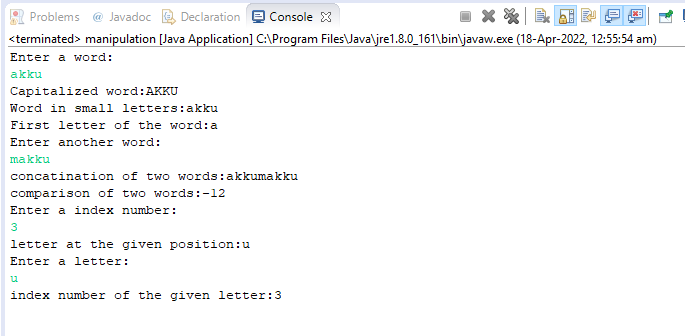 Problems @ Javadoc Declaration Console
<terminated> manipulation [Java Application] C:\Program Files\Java\jre1.8.0_161\bin\javaw.exe (18-Apr-2022, 12:55:54 am)
Enter a word:
akku
Capitalized word:AKKU
Word in small letters:akku
First letter of the word:a
Enter another word:
makku
concatination of two words:akkumakku
comparison of two words:-12
Enter a index number:
3
letter at the given position:u
Enter a letter:
u
index number of the given letter:3